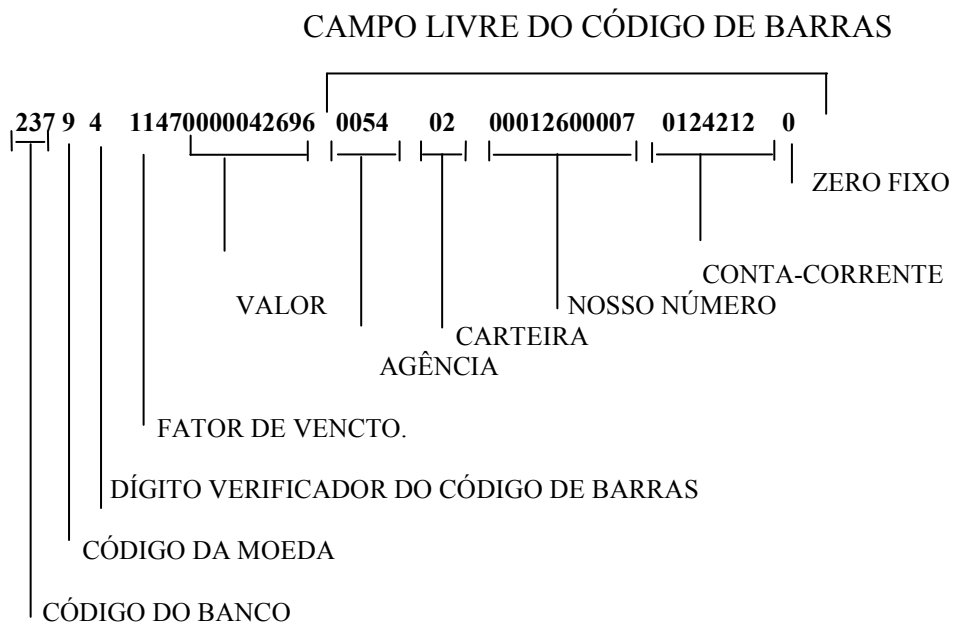 CAMPO LIVRE DO CÓDIGO DE BARRAS
237 9 4 11470000042696 0054 02 00012600007 0124212 0
ZERO FIXO
CONTA-CORRENTE
VALOR NOSSO NÚMERO
CARTEIRA
AGÊNCIA
FATOR DE VENCTO.
DÍGITO VERIFICADOR DO CÓDIGO DE BARRAS
CÓDIGO DA MOEDA
CÓDIGO DO BANCO